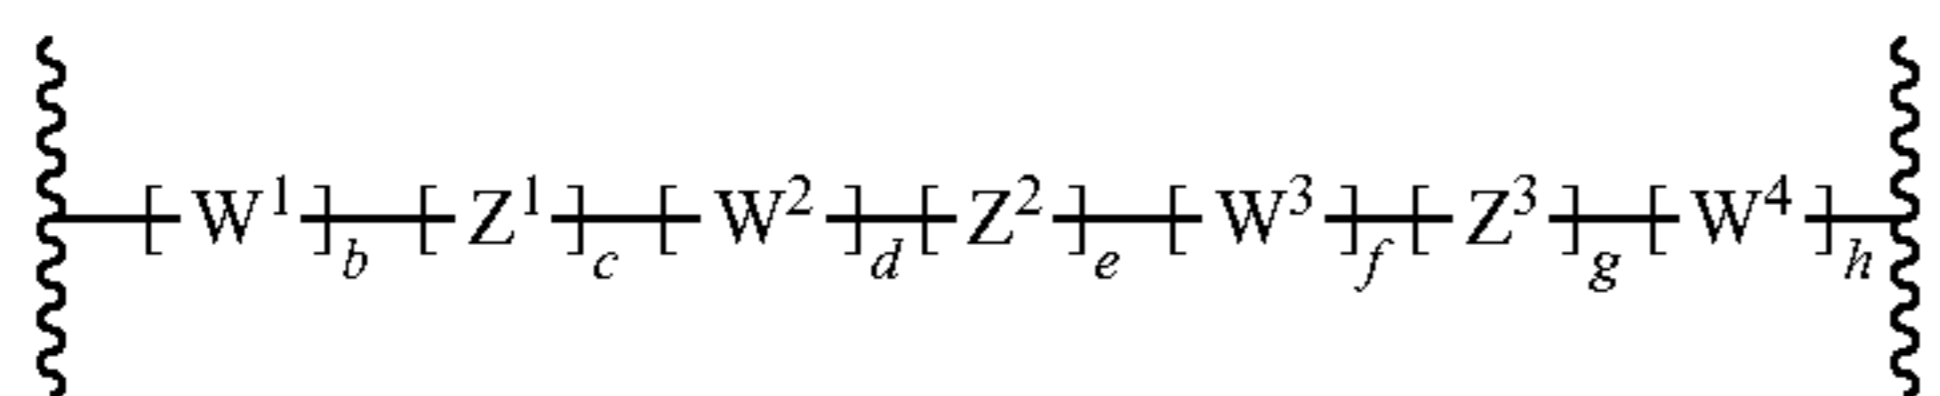 [ W¹ ]b [ Z¹ ]c [ W² ]d [ Z² ]e [ W³ ]f [ Z³ ]g [ W⁴ ]h